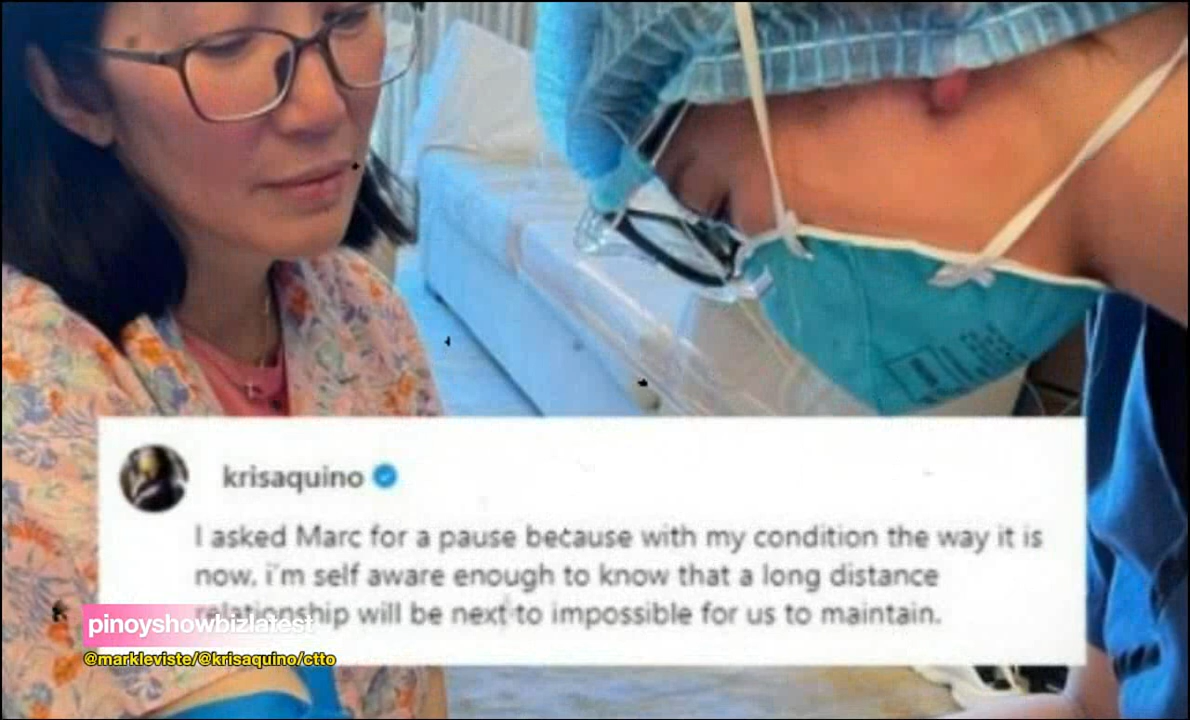 krisaquino
I asked Marc for a pause because with my condition the way it is
now. i'm self aware enough to know that a long distance
relationship will be next to impossible for us to maintain.
pinoyshowbizlatest
@markleviste/@krisaquino/ctto